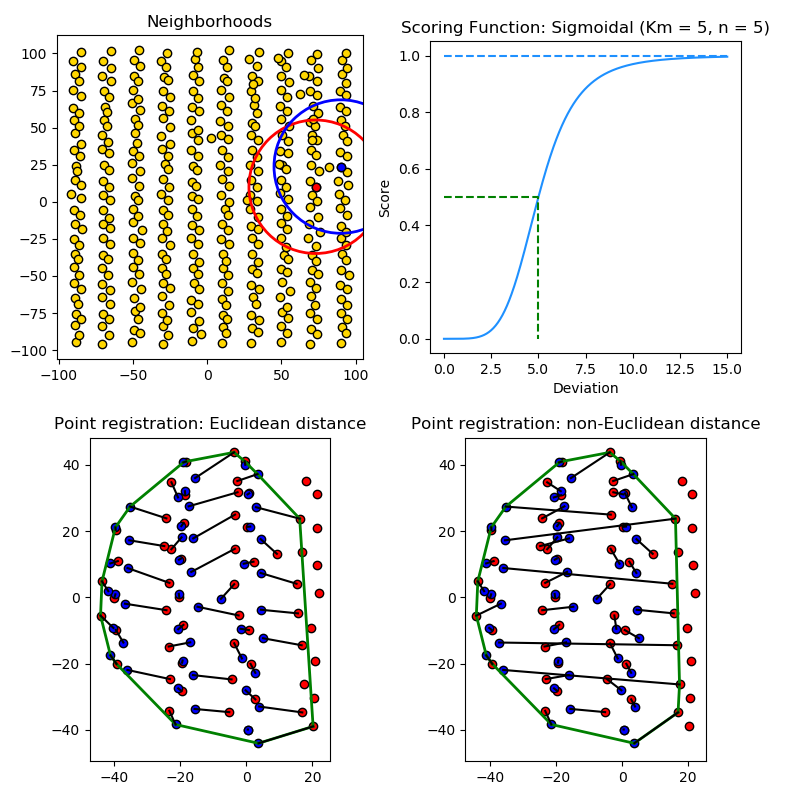 Neighborhoods
100
75
50
25
0
−25
−50
−75
−100
−100 −50 0 50 100
Scoring Function: Sigmoidal (Km = 5, n = 5)
Score
1.0
0.8
0.6
0.4
0.2
0.0
0.0 2.5 5.0 7.5 10.0 12.5 15.0
Deviation
Point registration: Euclidean distance
40
20
0
−20
−40
−40 −20 0 20
Point registration: non-Euclidean distance
40
20
0
−20
−40
−40 −20 0 20